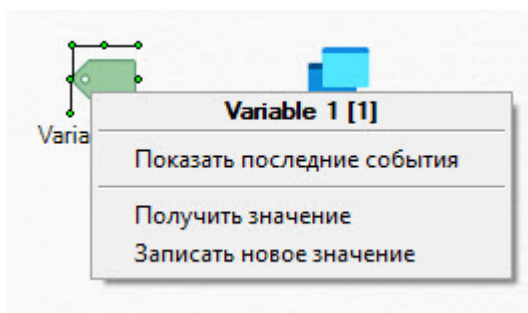 Variable 1 [1]
Varia
Показать последние события
Получить значение
Записать новое значение